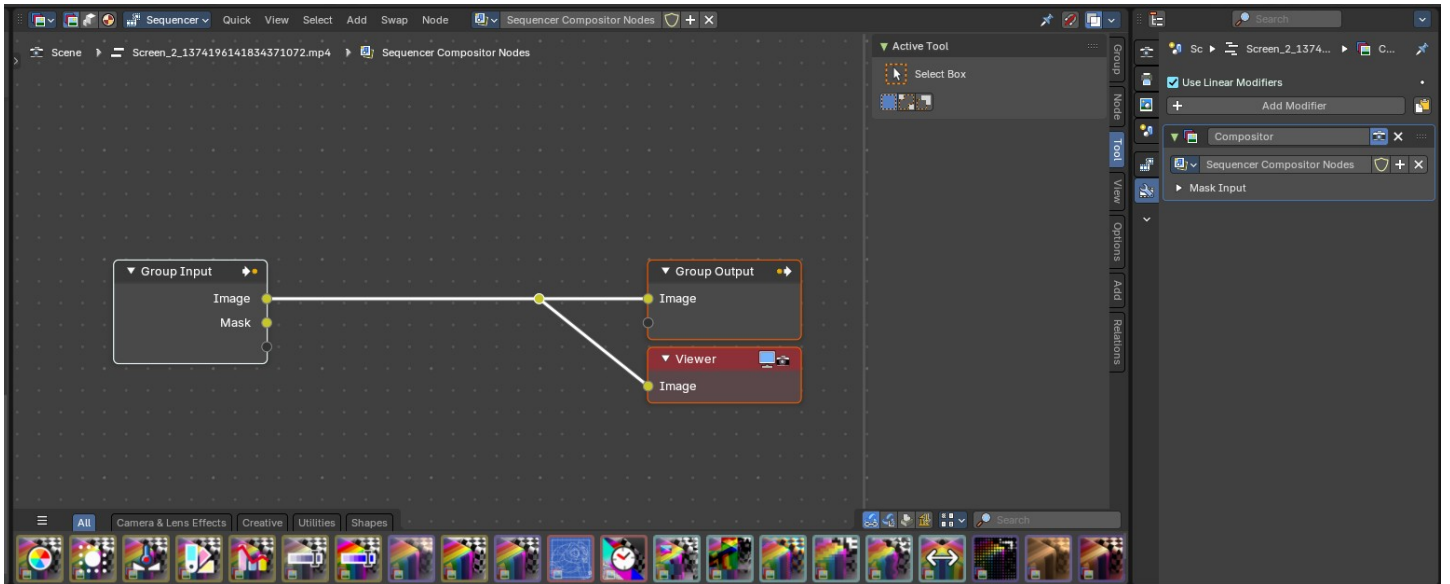 Sequencer Quick View Select Add Swap Node Sequencer Compositor Nodes
Search
Scene Screen_2_1374196141834371072.mp4 Sequencer Compositor Nodes
Active Tool
Select Box
Group
Node
Tool
View
Options
Add
Relations
Sc Screen_2_1374... C...
Use Linear Modifiers
Add Modifier
Compositor
Sequencer Compositor Nodes
Mask Input
Group Input
Image
Mask
Group Output
Image
Viewer
Image
All Camera & Lens Effects Creative Utilities Shapes
Search